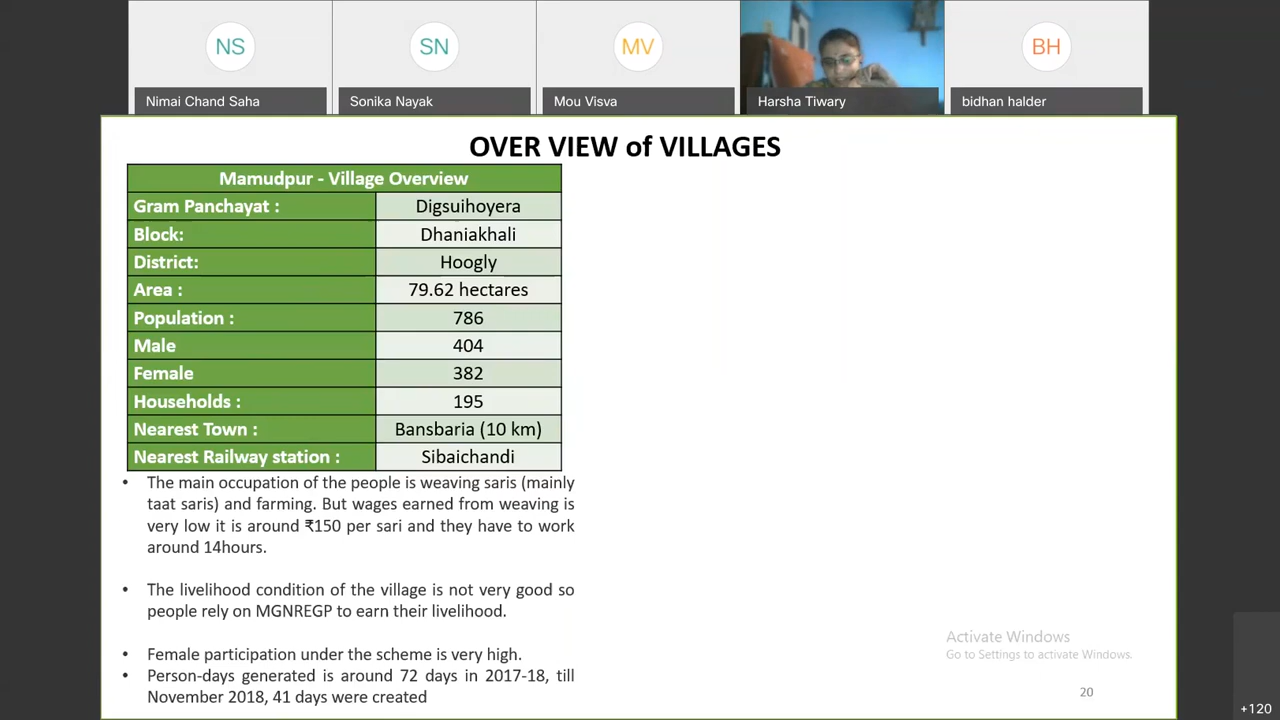 NS
SN
MV
BH
Nimai Chand Saha
Sonika Nayak
Mou Visva
Harsha Tiwary
bidhan halder
OVER VIEW of VILLAGES
Mamudpur - Village Overview
Gram Panchayat : Digsuihoyera
Block: Dhaniakhali
District: Hoogly
Area : 79.62 hectares
Population : 786
Male 404
Female 382
Households : 195
Nearest Town : Bansbaria (10 km)
Nearest Railway station : Sibaichandi
• The main occupation of the people is weaving saris (mainly
taat saris) and farming. But wages earned from weaving is
very low it is around ₹150 per sari and they have to work
around 14hours.
• The livelihood condition of the village is not very good so
people rely on MGNREGP to earn their livelihood.
• Female participation under the scheme is very high.
• Person-days generated is around 72 days in 2017-18, till
November 2018, 41 days were created
Activate Windows
Go to Settings to activate Windows.
20
+120